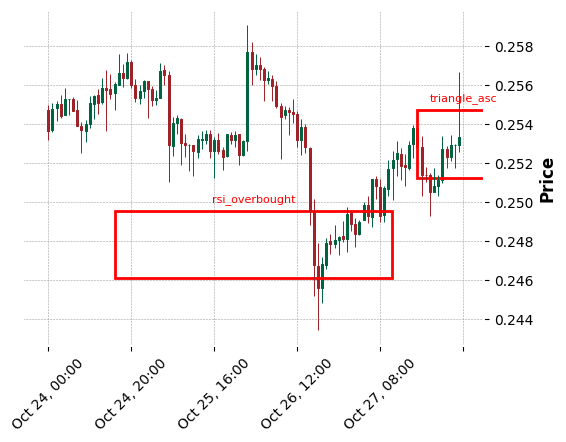 0.258
0.256
triangle_asc
0.254
0.252
rsi_overbought
0.250
0.248
0.246
0.244
Price
Oct 24, 00:00
Oct 24, 20:00
Oct 25, 16:00
Oct 26, 12:00
Oct 27, 08:00